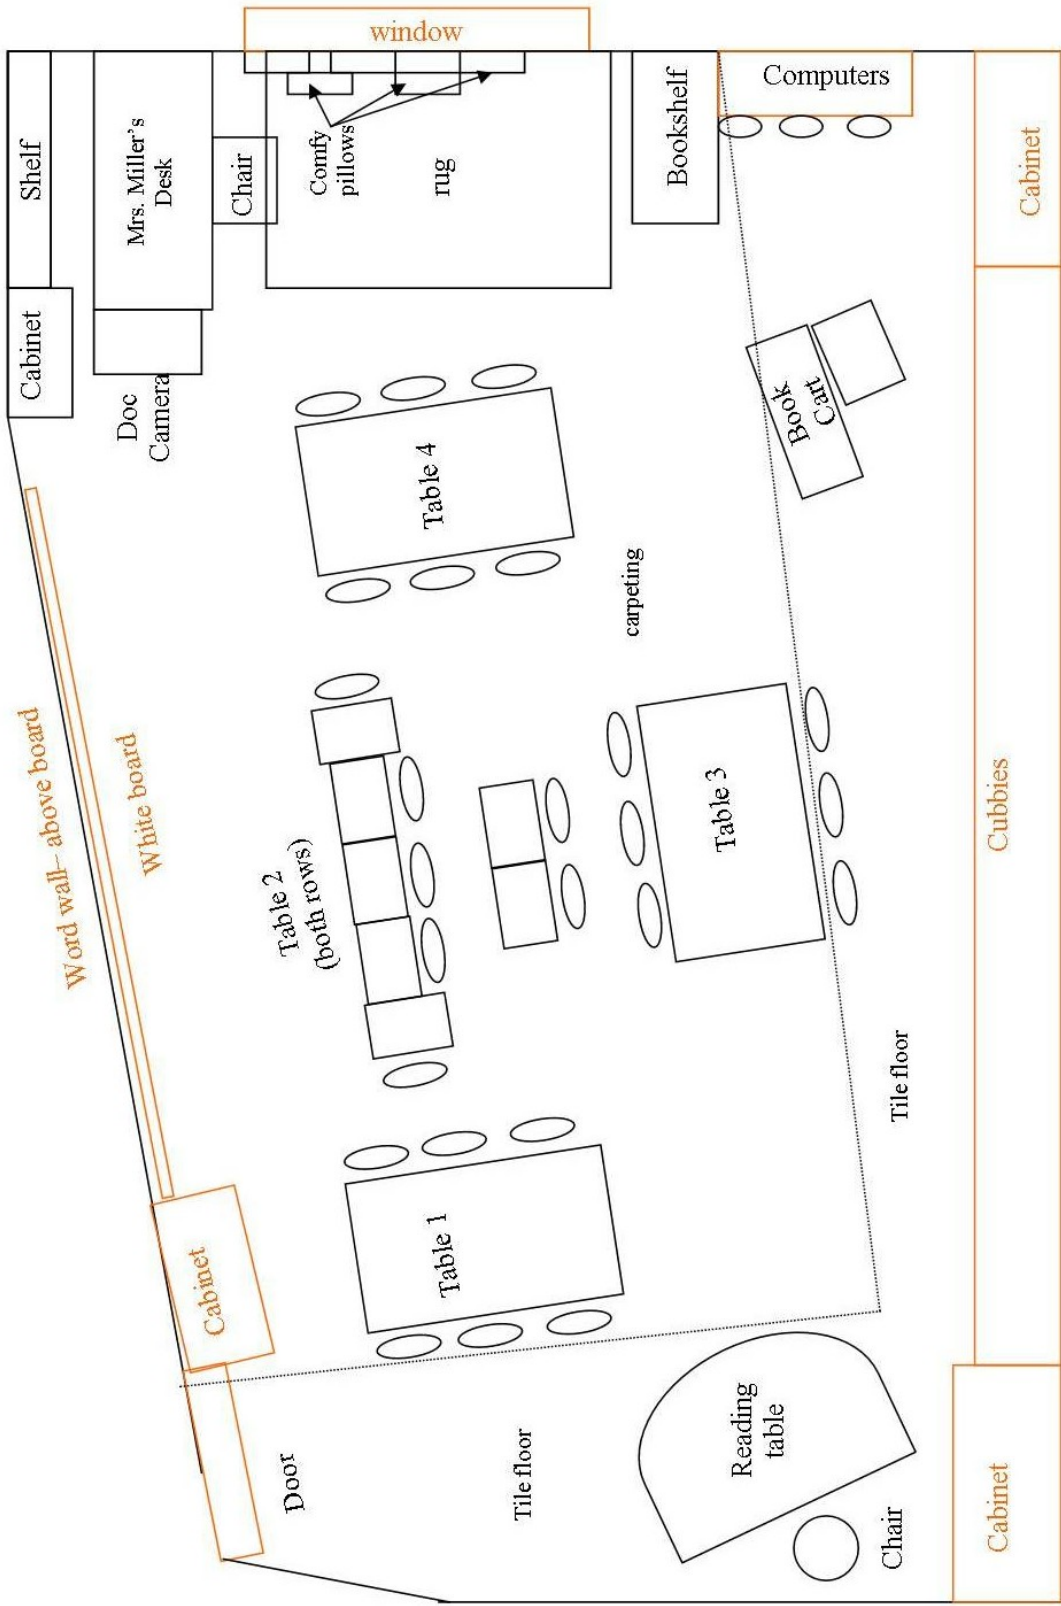 window
Computers
Shelf
Mrs. Miller's
Desk
Chair
Comfy
pillows
rug
Bookshelf
Cabinet
Cabinet
Doc
Camera
Book
Cart
Table 4
carpeting
Word wall– above board
White board
Table 2
(both rows)
Table 3
Cubbies
Tile floor
Cabinet
Table 1
Door
Tile floor
Reading
table
Chair
Cabinet